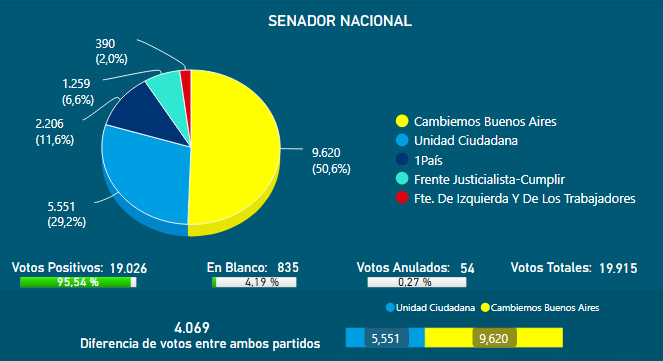 SENADOR NACIONAL
390
(2,0%)
1.259
(6,6%)
2.206
(11,6%)
9.620
(50,6%)
5.551
(29,2%)
Cambiemos Buenos Aires
Unidad Ciudadana
1País
Frente Justicialista-Cumplir
Fte. De Izquierda Y De Los Trabajadores
Votos Positivos: 19.026
95,54 %
En Blanco: 835
4,19 %
Votos Anulados: 54
0,27 %
Votos Totales: 19.915
Unidad Ciudadana Cambiemos Buenos Aires
4.069
Diferencia de votos entre ambos partidos
5,551 9,620